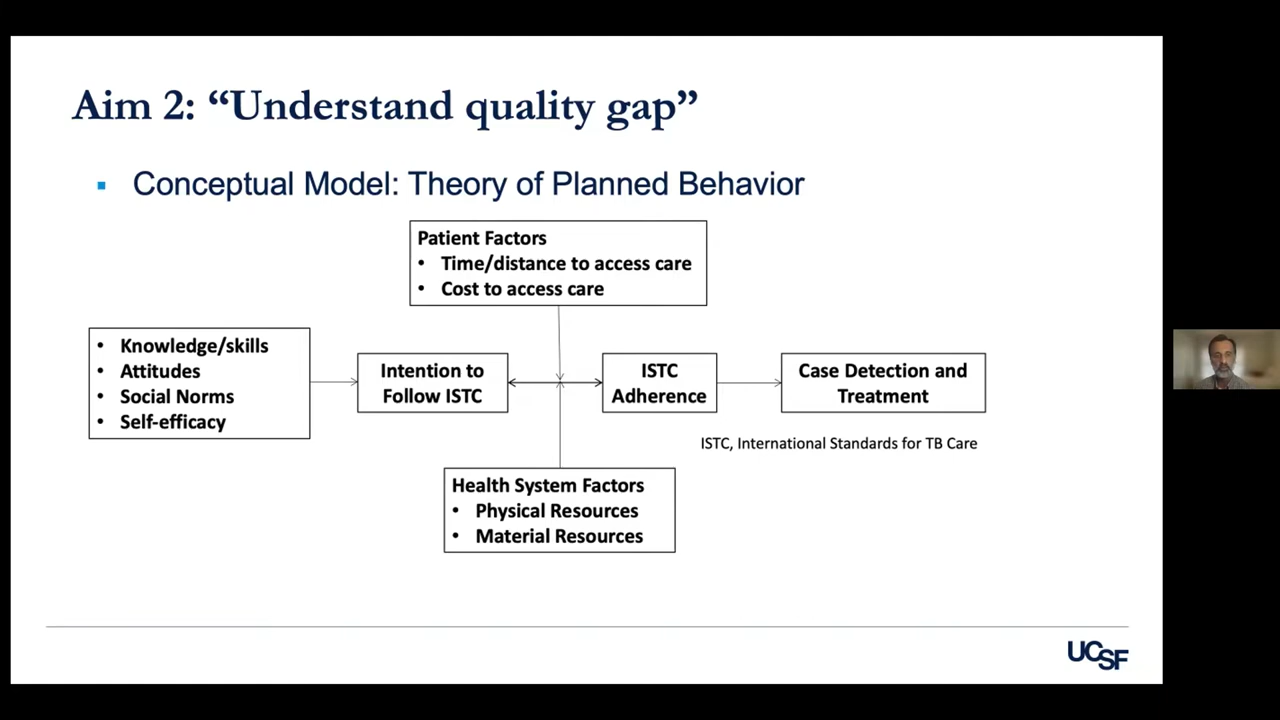 Aim 2: “Understand quality gap”
▪ Conceptual Model: Theory of Planned Behavior
Patient Factors
• Time/distance to access care
• Cost to access care
• Knowledge/skills
• Attitudes
• Social Norms
• Self-efficacy
Intention to
Follow ISTC
ISTC
Adherence
Case Detection and
Treatment
ISTC, International Standards for TB Care
Health System Factors
• Physical Resources
• Material Resources
UCSF